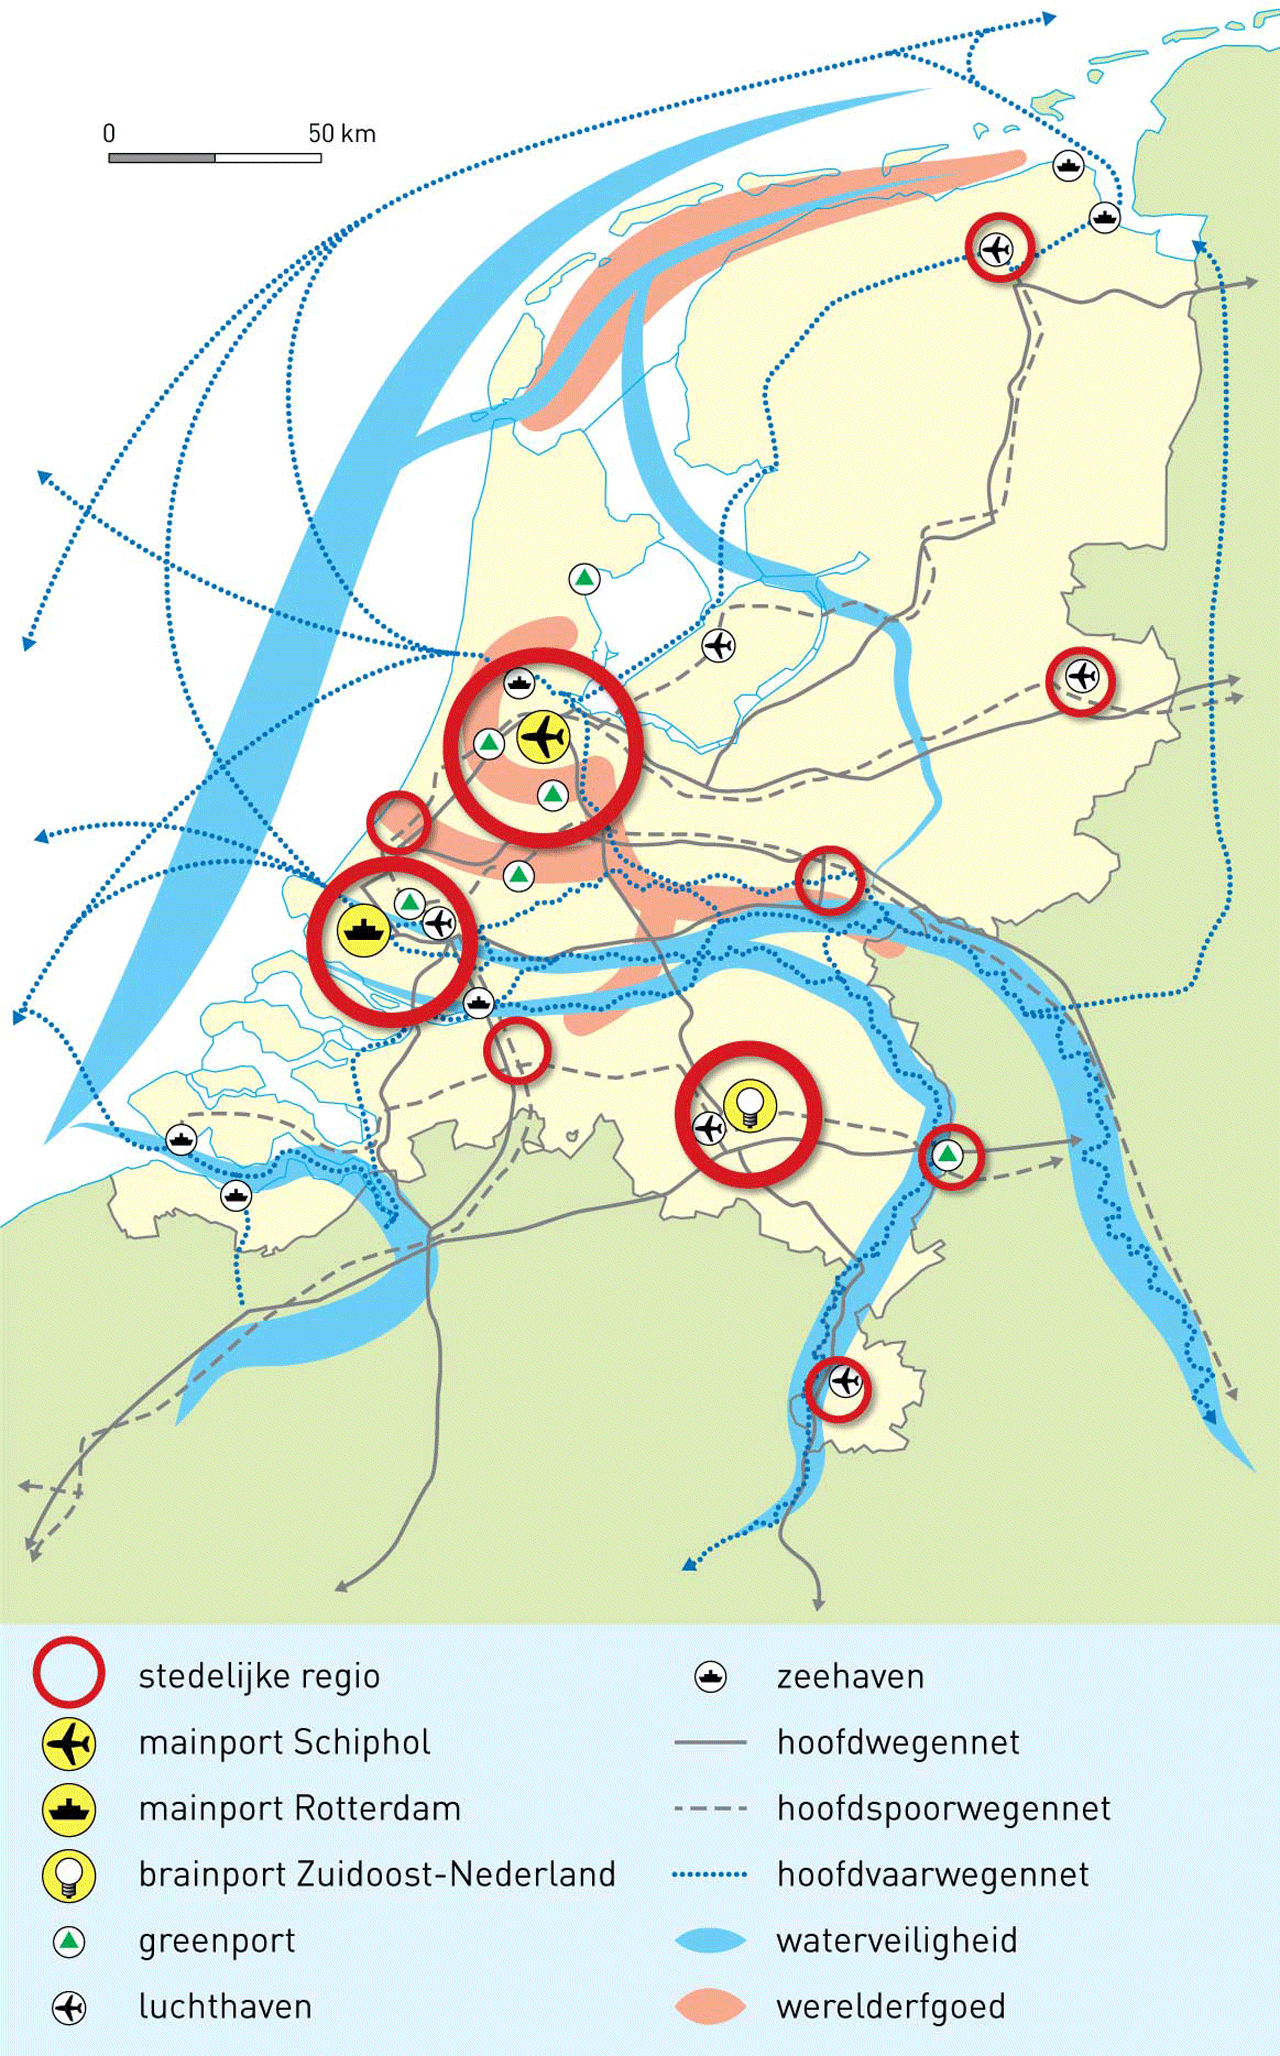 0 50 km
stedelijke regio
mainport Schiphol
mainport Rotterdam
brainport Zuidoost-Nederland
greenport
luchthaven
zeehaven
hoofdwegennet
hoofdspoorwegennet
hoofdvaarwegennet
waterveiligheid
werelderfgoed